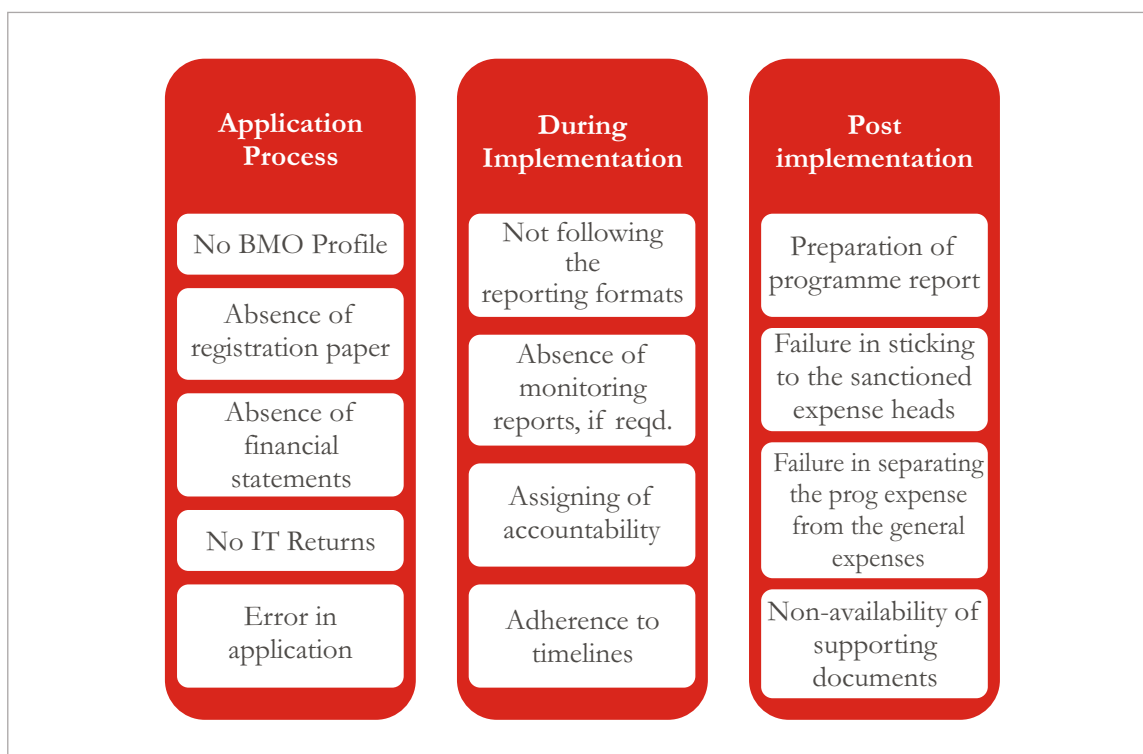 Application
Process
No BMO Profile
Absence of
registration paper
Absence of
financial
statements
No IT Returns
Error in
application
During
Implementation
Not following
the
reporting formats
Absence of
monitoring
reports, if reqd.
Assigning of
accountability
Adherence to
timelines
Post
implementation
Preparation of
programme report
Failure in sticking
to the sanctioned
expense heads
Failure in separating
the prog expense
from the general
expenses
Non-availability of
supporting
documents